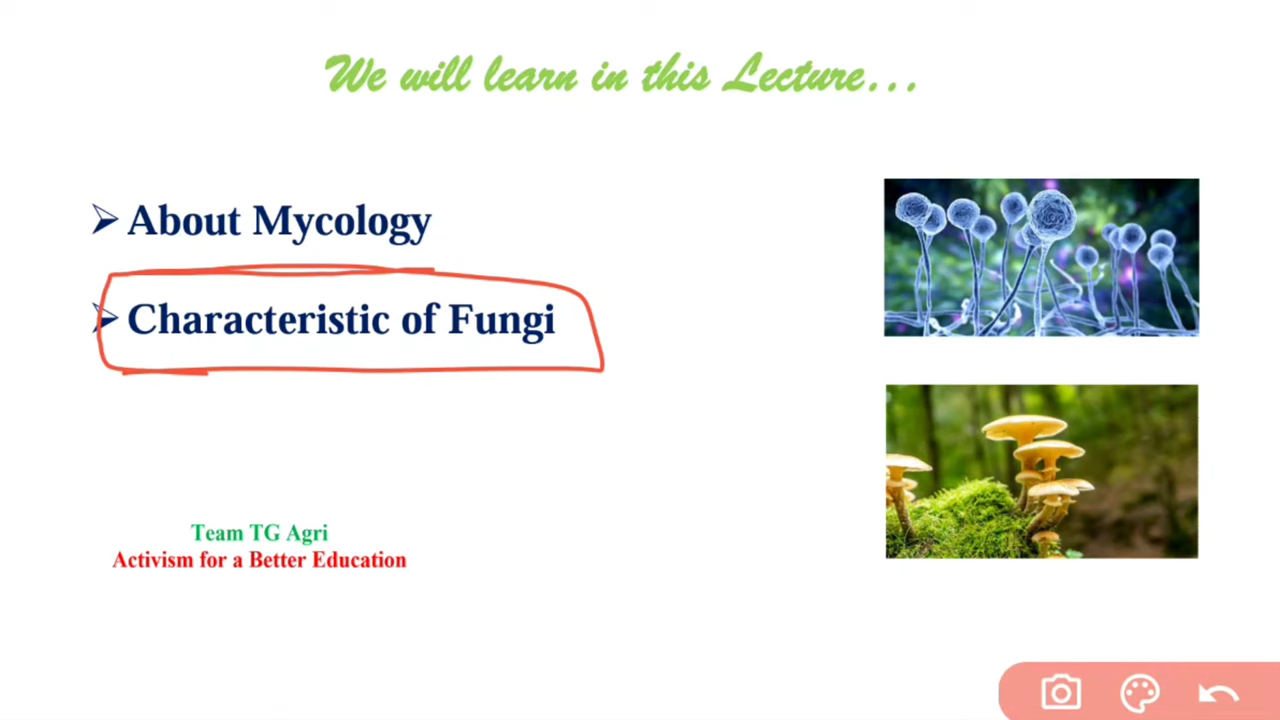 We will learn in this Lecture...
About Mycology
Characteristic of Fungi
Team TG Agri
Activism for a Better Education